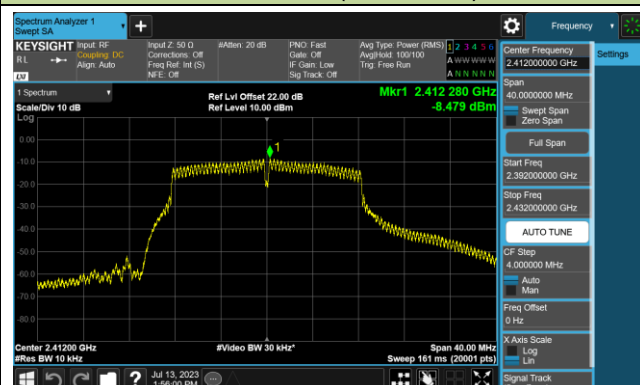 Spectrum Analyzer 1
Swept SA
+
Frequency
KEYSIGHT
RL
Input: RF
Coupling: DC
Align: Auto
Input Z: 50 Ω
Corrections: Off
Freq Ref: Int (S)
NFE: Off
#Atten: 20 dB
PNO: Fast
Gate: Off
IF Gain: Low
Sig Track: Off
Avg Type: Power (RMS)
Avg|Hold: 100/100
Trig: Free Run
1 2 3 4 5 6
A W W W W W
A N N N N N
LXI
1 Spectrum
Scale/Div 10 dB
Log
Ref Lvl Offset 22.00 dB
Ref Level 10.00 dBm
Mkr1 2.412 280 GHz
-8.479 dBm
1
0.00
-10.0
-20.0
-30.0
-40.0
-50.0
-60.0
-70.0
-80.0
Center 2.41200 GHz
#Res BW 10 kHz
#Video BW 30 kHz*
Span 40.00 MHz
Sweep 161 ms (20001 pts)
Jul 13, 2023
1:56:00 PM
?
Center Frequency
2.412000000 GHz
Settings
Span
40.0000000 MHz
Swept Span
Zero Span
Full Span
Start Freq
2.392000000 GHz
Stop Freq
2.432000000 GHz
AUTO TUNE
CF Step
4.000000 MHz
Auto
Man
Freq Offset
0 Hz
X Axis Scale
Log
Lin
Signal Track